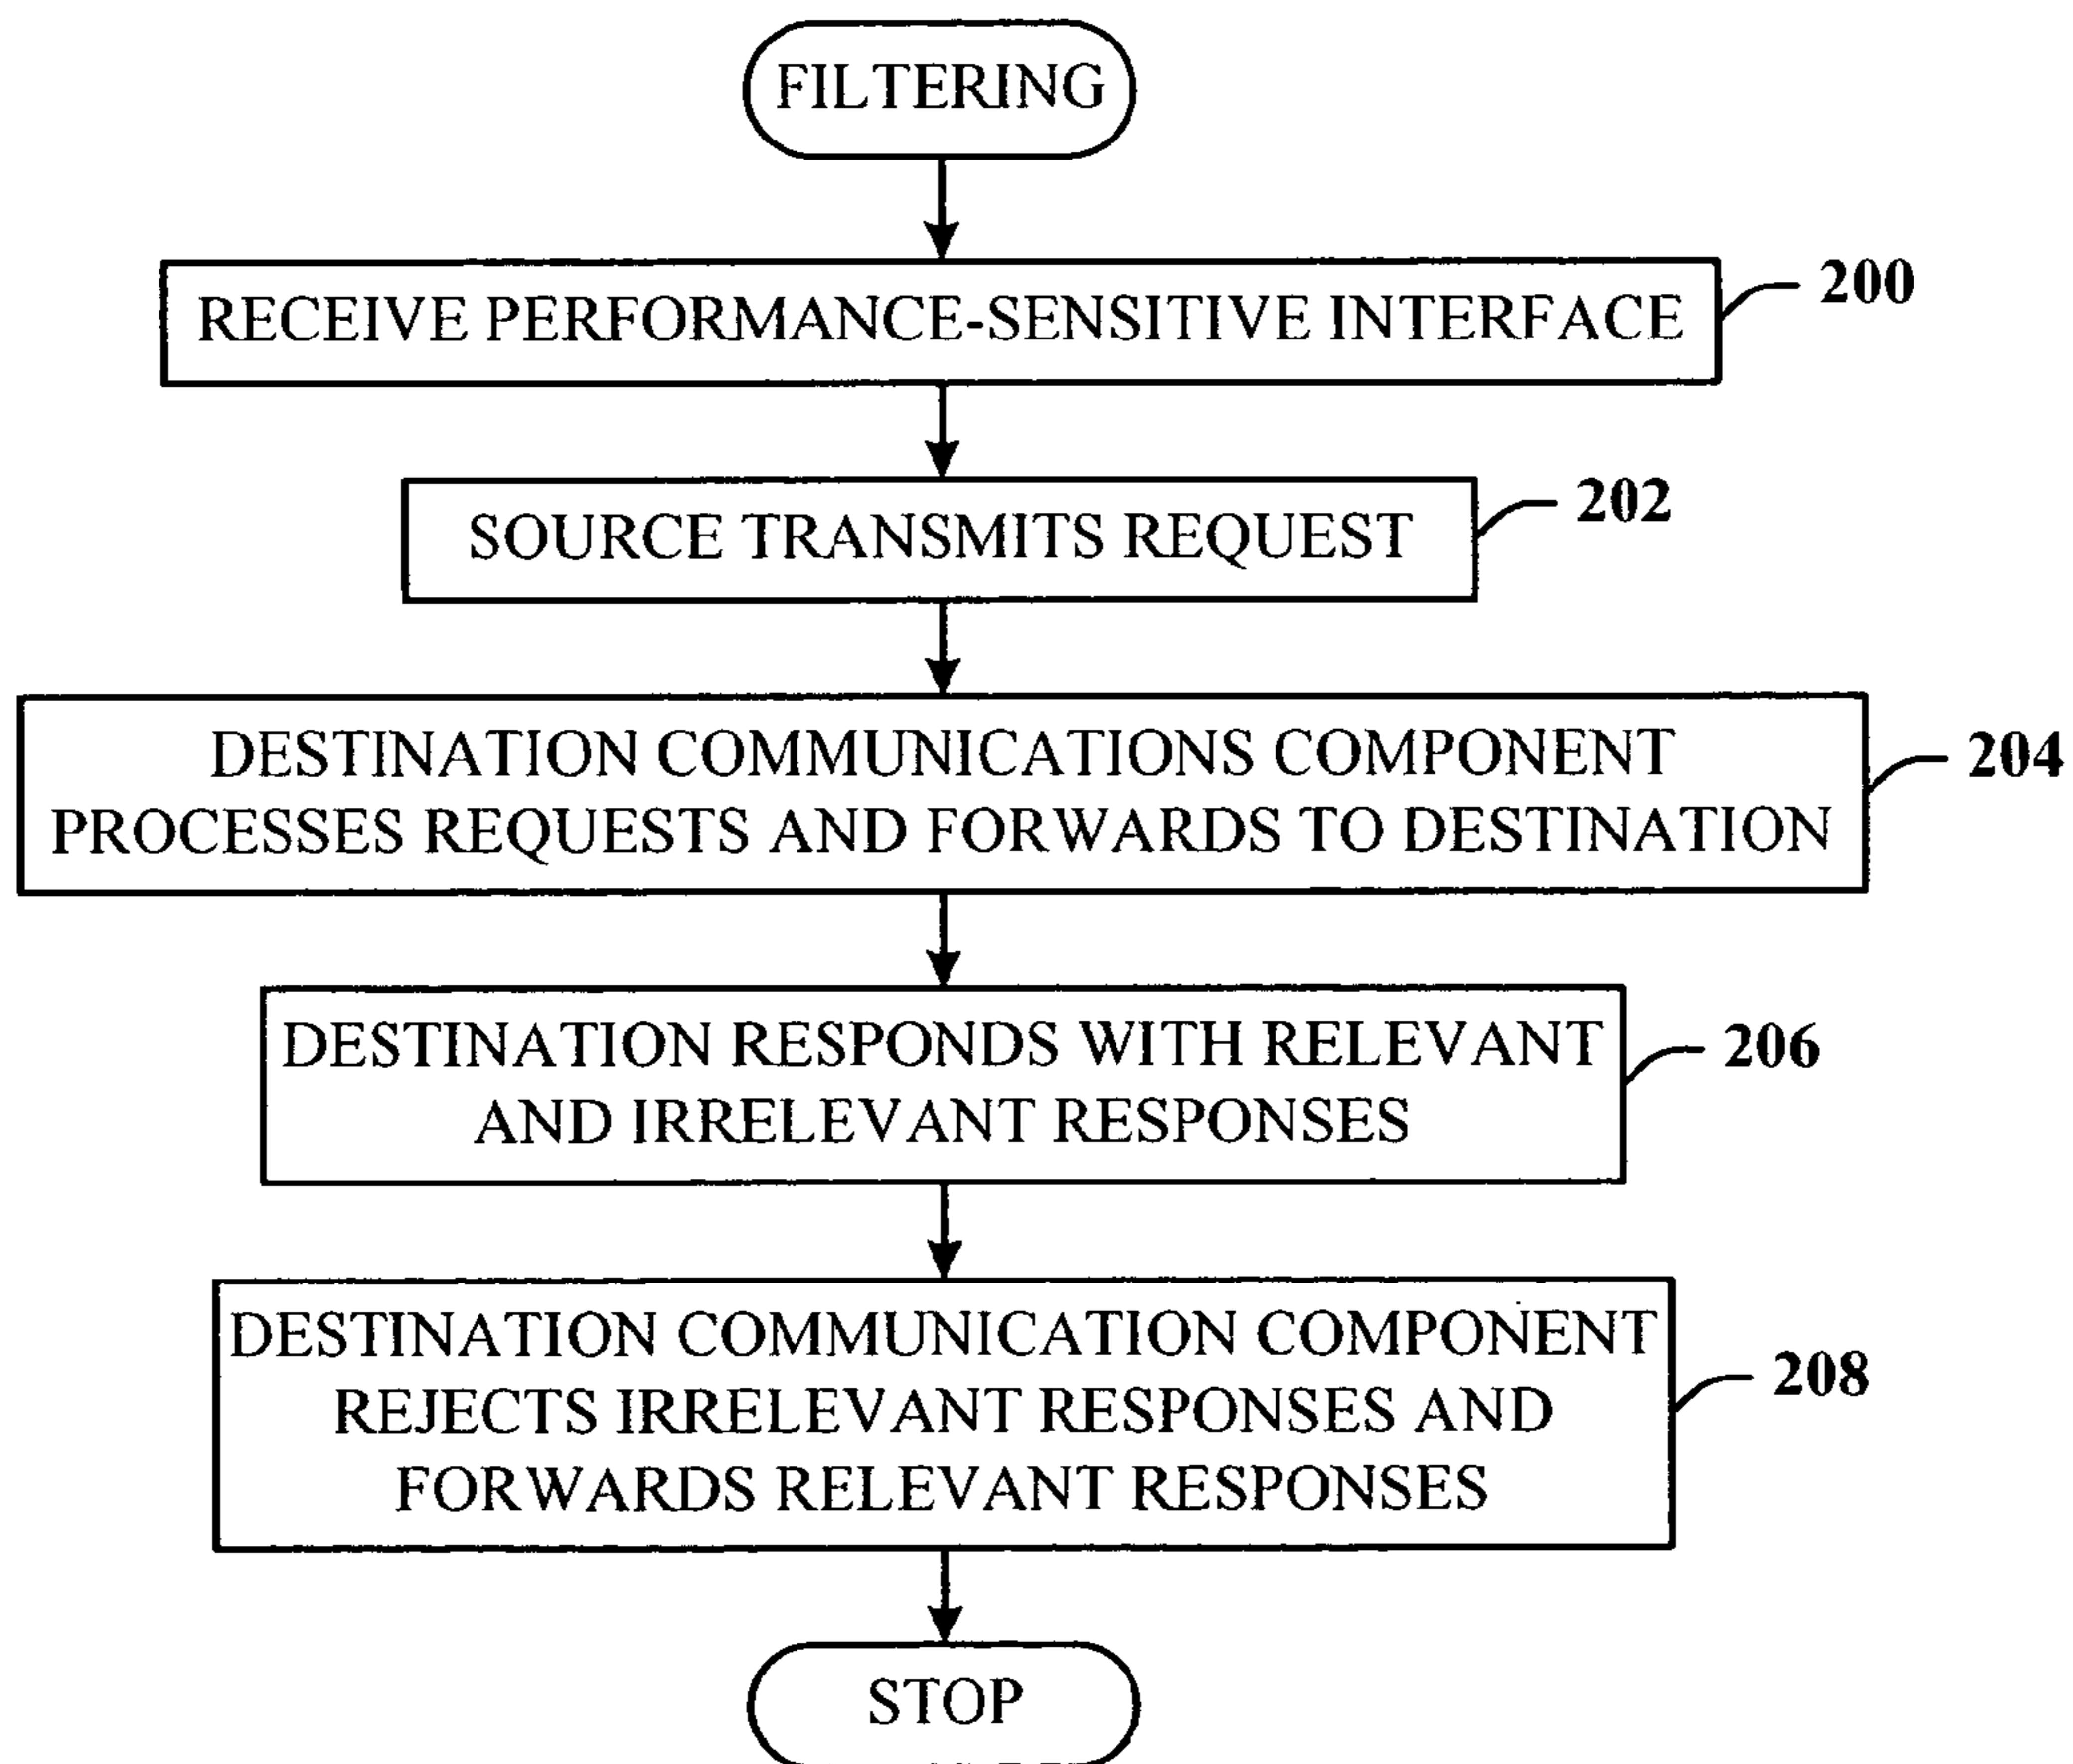 FILTERING
RECEIVE PERFORMANCE-SENSITIVE INTERFACE
200
SOURCE TRANSMITS REQUEST
202
DESTINATION COMMUNICATIONS COMPONENT
PROCESSES REQUESTS AND FORWARDS TO DESTINATION
204
DESTINATION RESPONDS WITH RELEVANT
AND IRRELEVANT RESPONSES
206
DESTINATION COMMUNICATION COMPONENT
REJECTS IRRELEVANT RESPONSES AND
FORWARDS RELEVANT RESPONSES
208
STOP